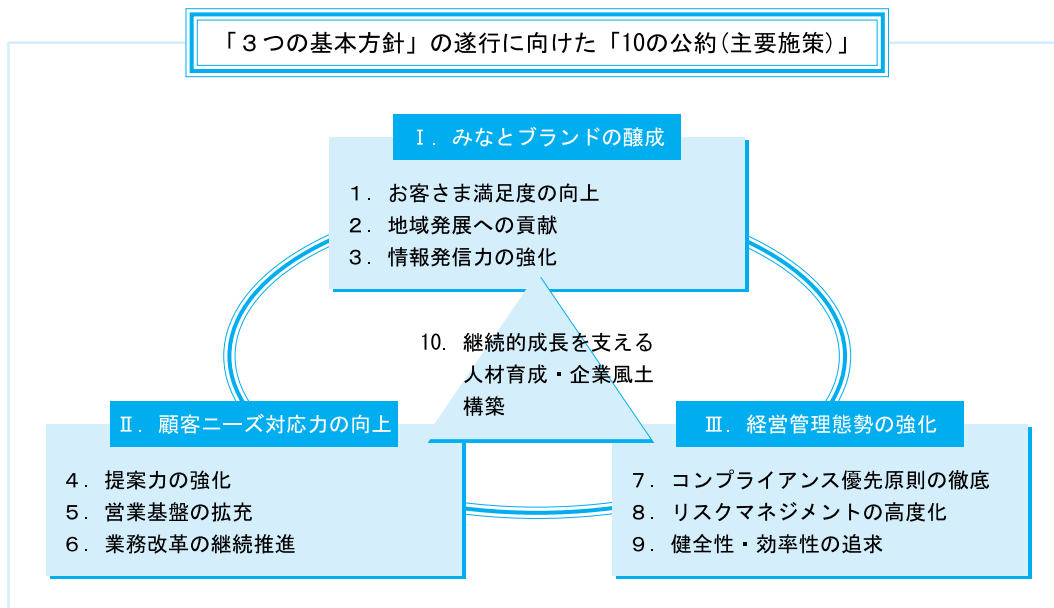 「３つの基本方針」の遂行に向けた「10の公約(主要施策)」
Ⅰ．みなとブランドの醸成
１．お客さま満足度の向上
２．地域発展への貢献
３．情報発信力の強化
10．継続的成長を支える
人材育成・企業風土
構築
Ⅱ．顧客ニーズ対応力の向上
４．提案力の強化
５．営業基盤の拡充
６．業務改革の継続推進
Ⅲ．経営管理態勢の強化
７．コンプライアンス優先原則の徹底
８．リスクマネジメントの高度化
９．健全性・効率性の追求